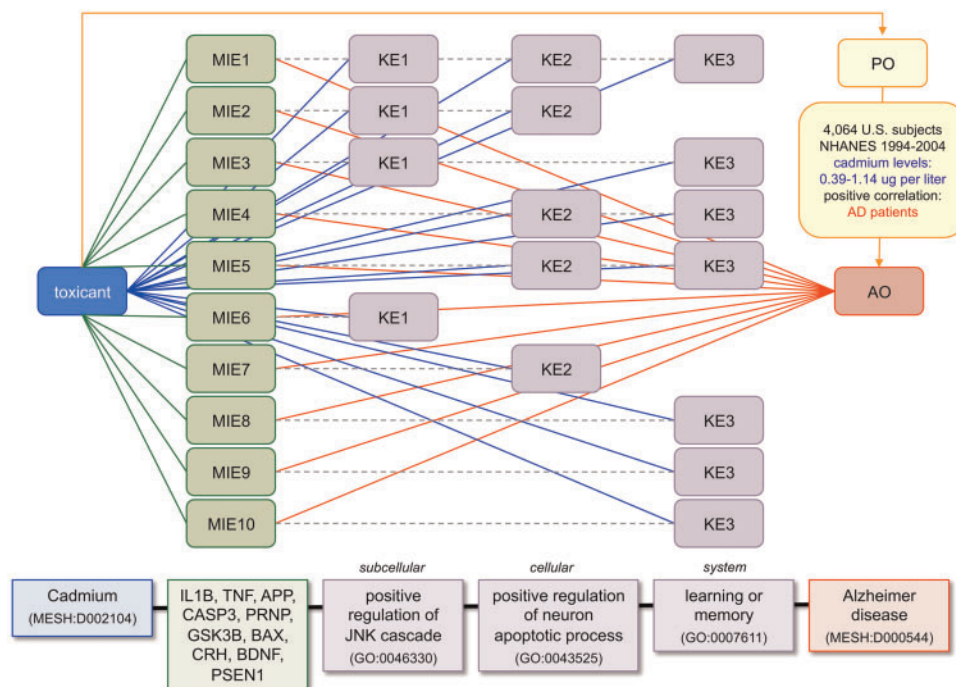 MIE1 KE1 KE2 KE3
PO
MIE2 KE1 KE2
4,064 U.S. subjects
NHANES 1994-2004
cadmium levels:
0.39-1.14 ug per liter
positive correlation:
AD patients
MIE3 KE1 KE3
MIE4 KE2 KE3
MIE5 KE2 KE3
toxicant
AO
MIE6 KE1
MIE7 KE2
MIE8 KE3
MIE9 KE3
MIE10 KE3
Cadmium
(MESH:D002104)
IL1B, TNF, APP,
CASP3, PRNP,
GSK3B, BAX,
CRH, BDNF,
PSEN1
subcellular
positive
regulation of
JNK cascade
(GO:0046330)
cellular
positive regulation
of neuron
apoptotic process
(GO:0043525)
system
learning or
memory
(GO:0007611)
Alzheimer
disease
(MESH:D000544)